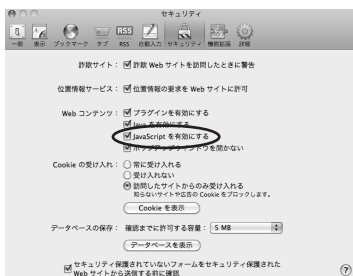 セキュリティ
一般 表示 ブックマーク タブ RSS 自動入力 セキュリティ 機能拡張 詳細
詐欺サイト： 詐欺 Web サイトを訪問したときに警告
位置情報サービス： 位置情報の要求を Web サイトに許可
Web コンテンツ： プラグインを有効にする
Java を有効にする
JavaScript を有効にする
ポップアップウインドウを開かない
Cookie の受け入れ： 常に受け入れる
受け入れない
訪問したサイトからのみ受け入れる
知らないサイトや広告の Cookie をブロックします。
Cookie を表示
データベースの保存： 確認までに許可する容量： 5 MB
データベースを表示
セキュリティ保護されていないフォームをセキュリティ保護された
Web サイトから送信する前に確認
?